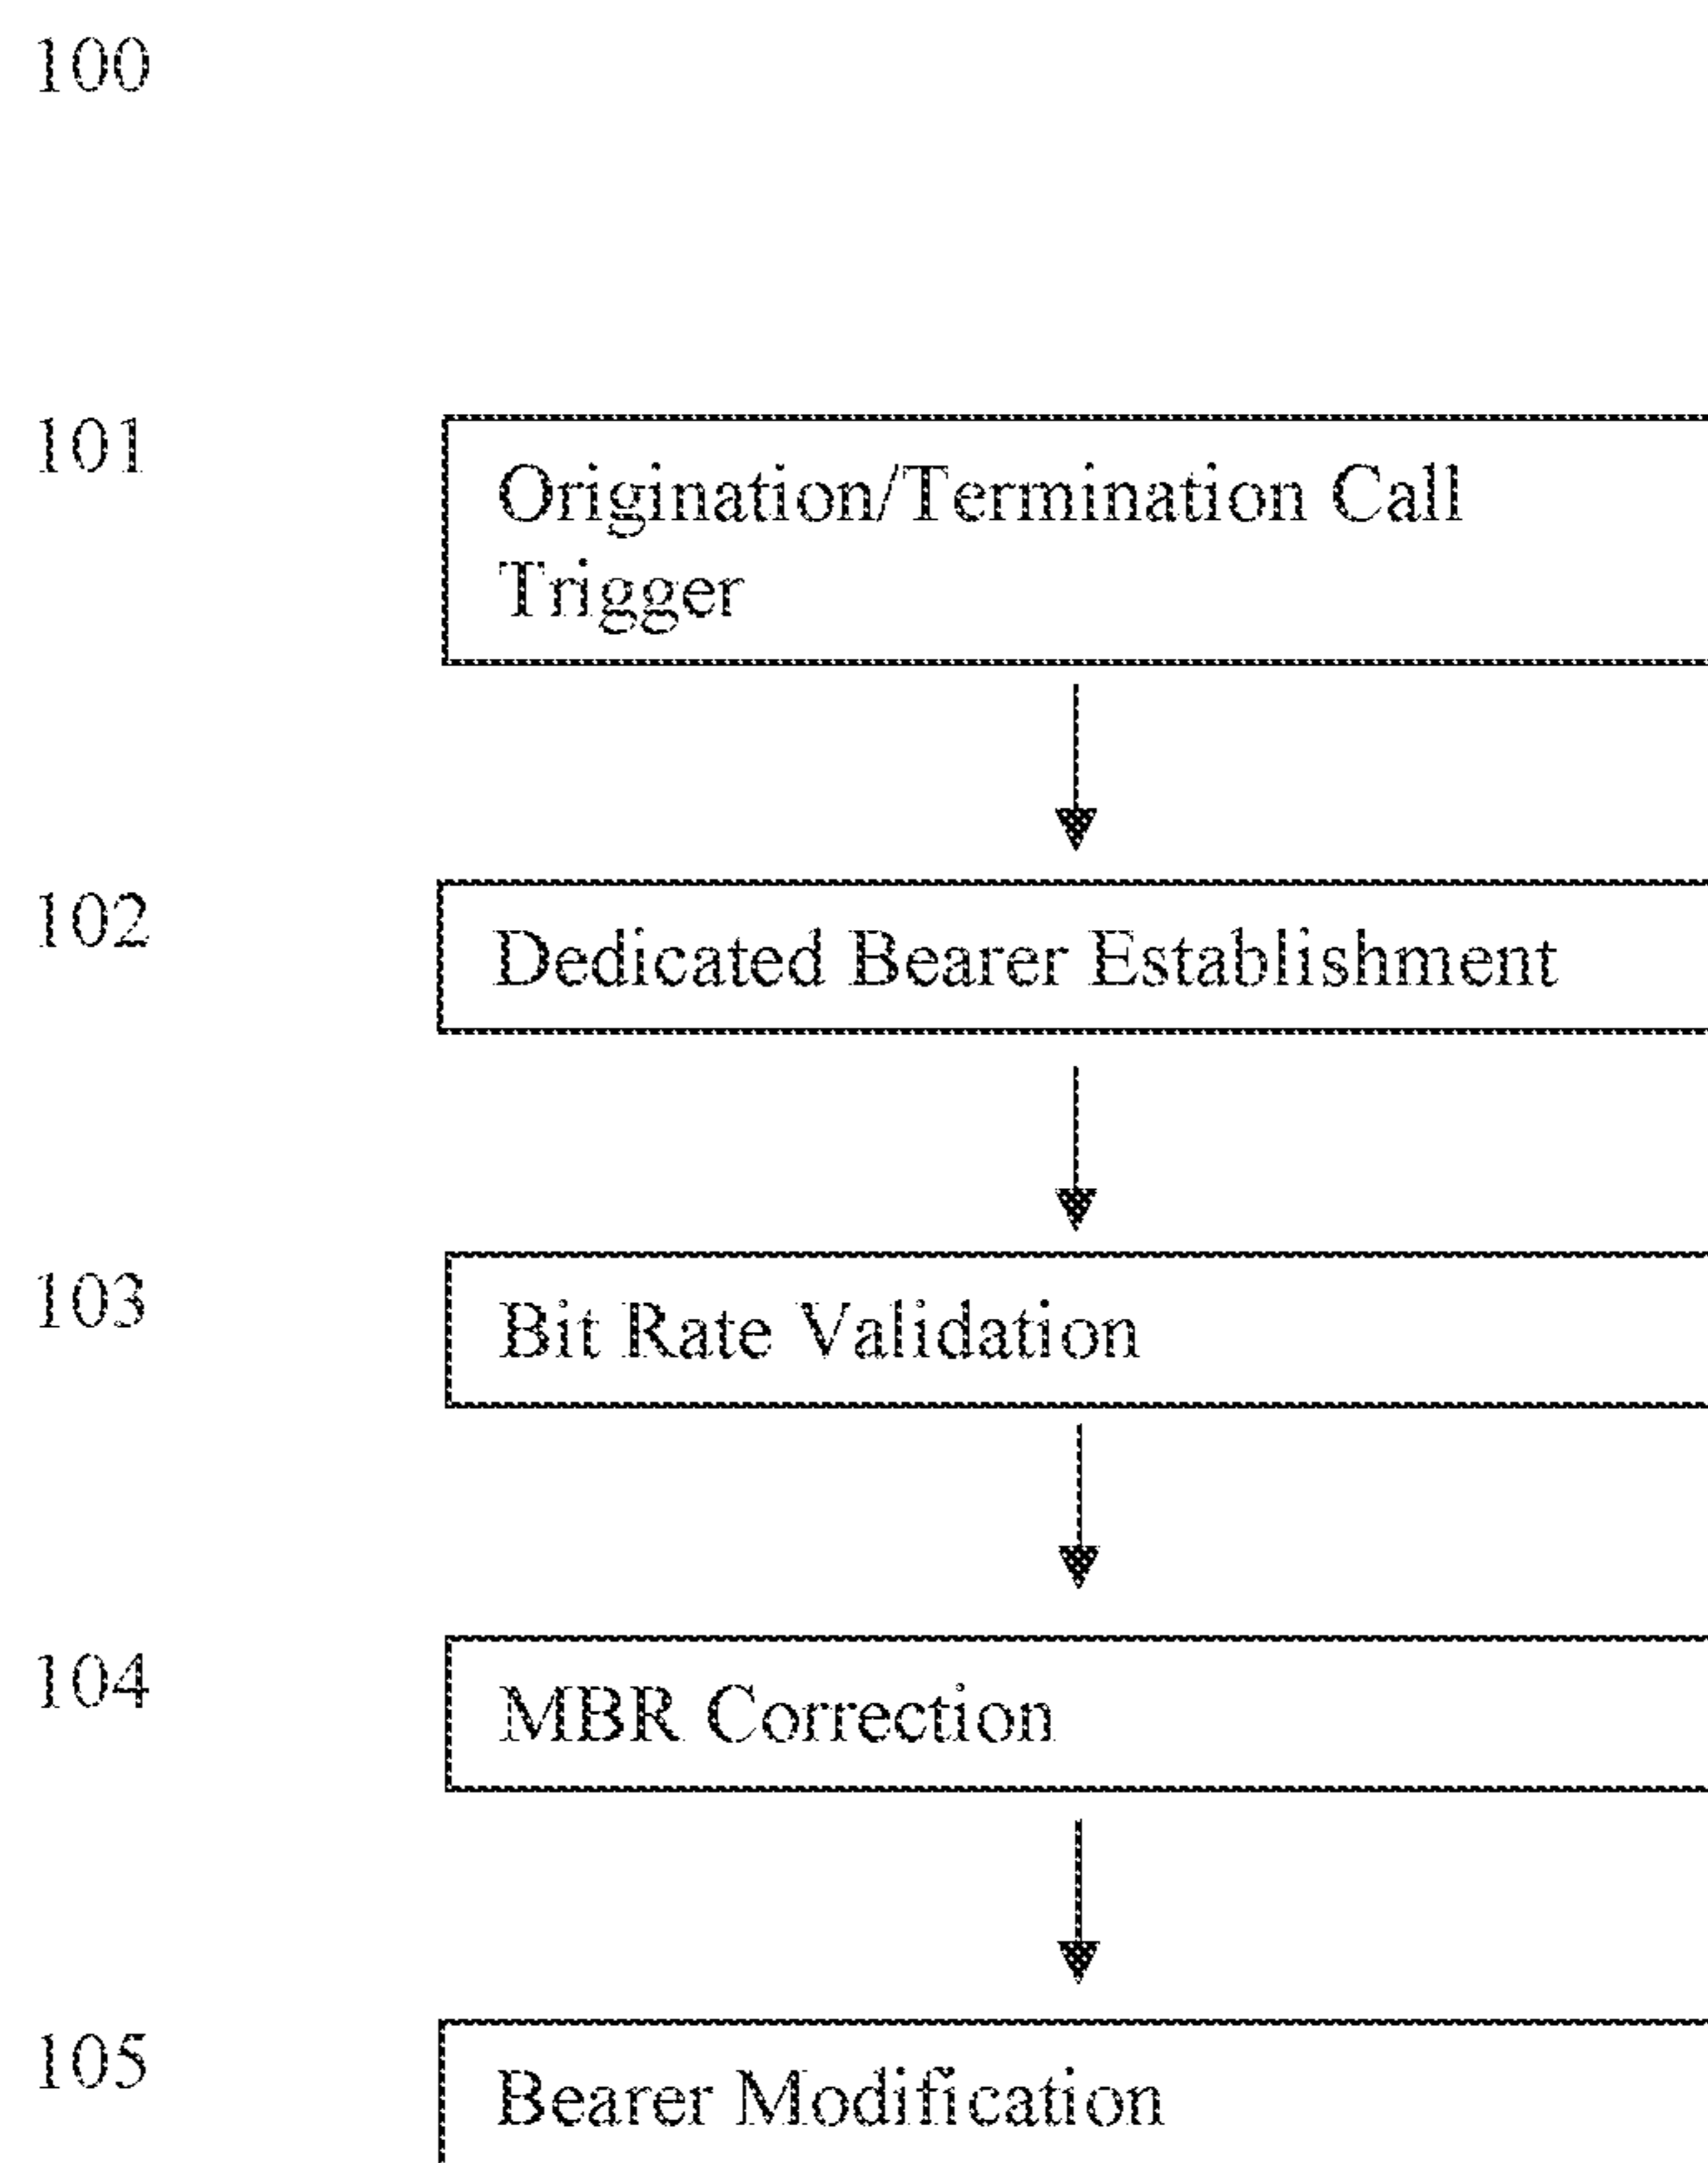 100
101
Origination/Termination Call
Trigger
102
Dedicated Bearer Establishment
103
Bit Rate Validation
104
MBR Correction
105
Bearer Modification